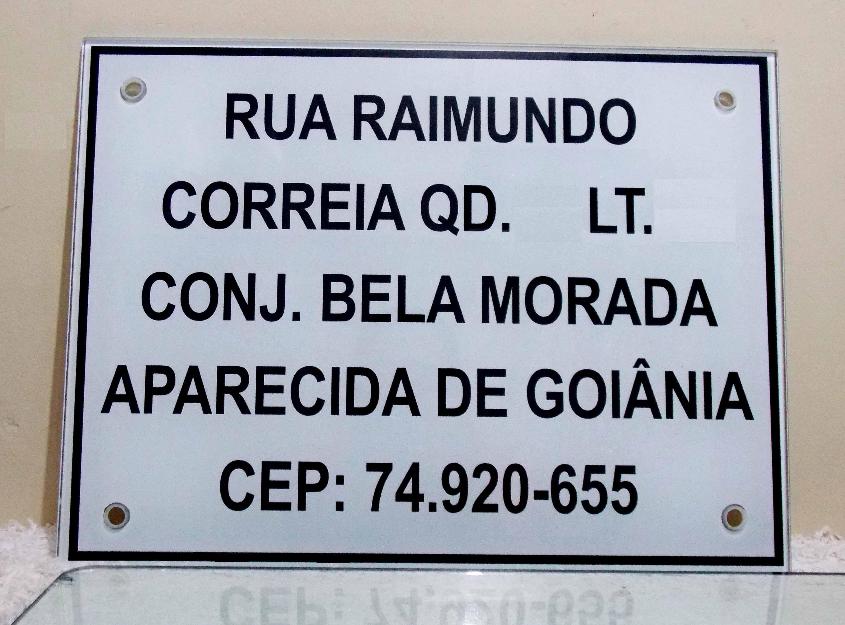 RUA RAIMUNDO
CORREIA QD. LT.
CONJ. BELA MORADA
APARECIDA DE GOIÂNIA
CEP: 74.920-655